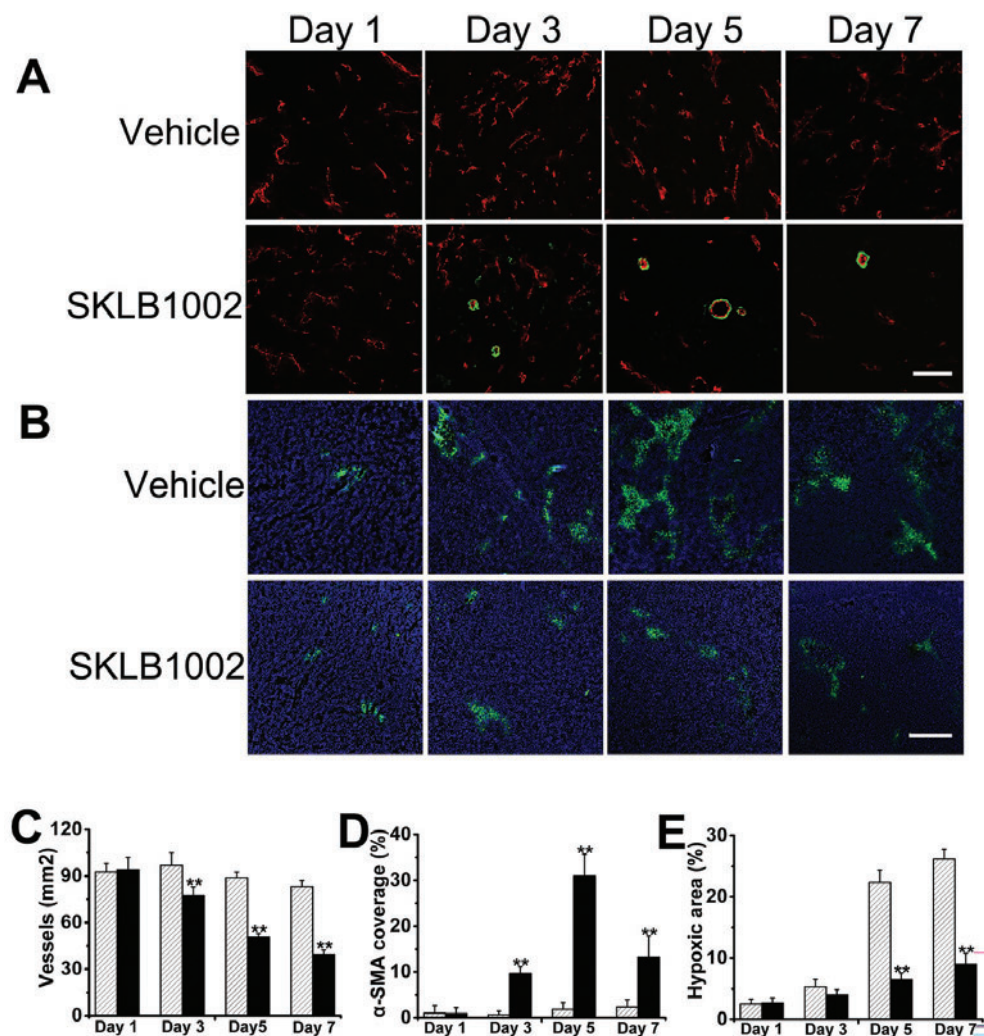 Day 1 Day 3 Day 5 Day 7
A
Vehicle
SKLB1002
B
Vehicle
SKLB1002
C
Vessels (mm2)
120
90
60
30
0
** ** **
Day 1 Day 3 Day5 Day 7
D
α-SMA coverage (%)
40
30
20
10
0
** ** **
Day 1 Day 3 Day 5 Day 7
E
Hypoxic area (%)
30
20
10
0
** **
Day 1 Day 3 Day 5 Day 7